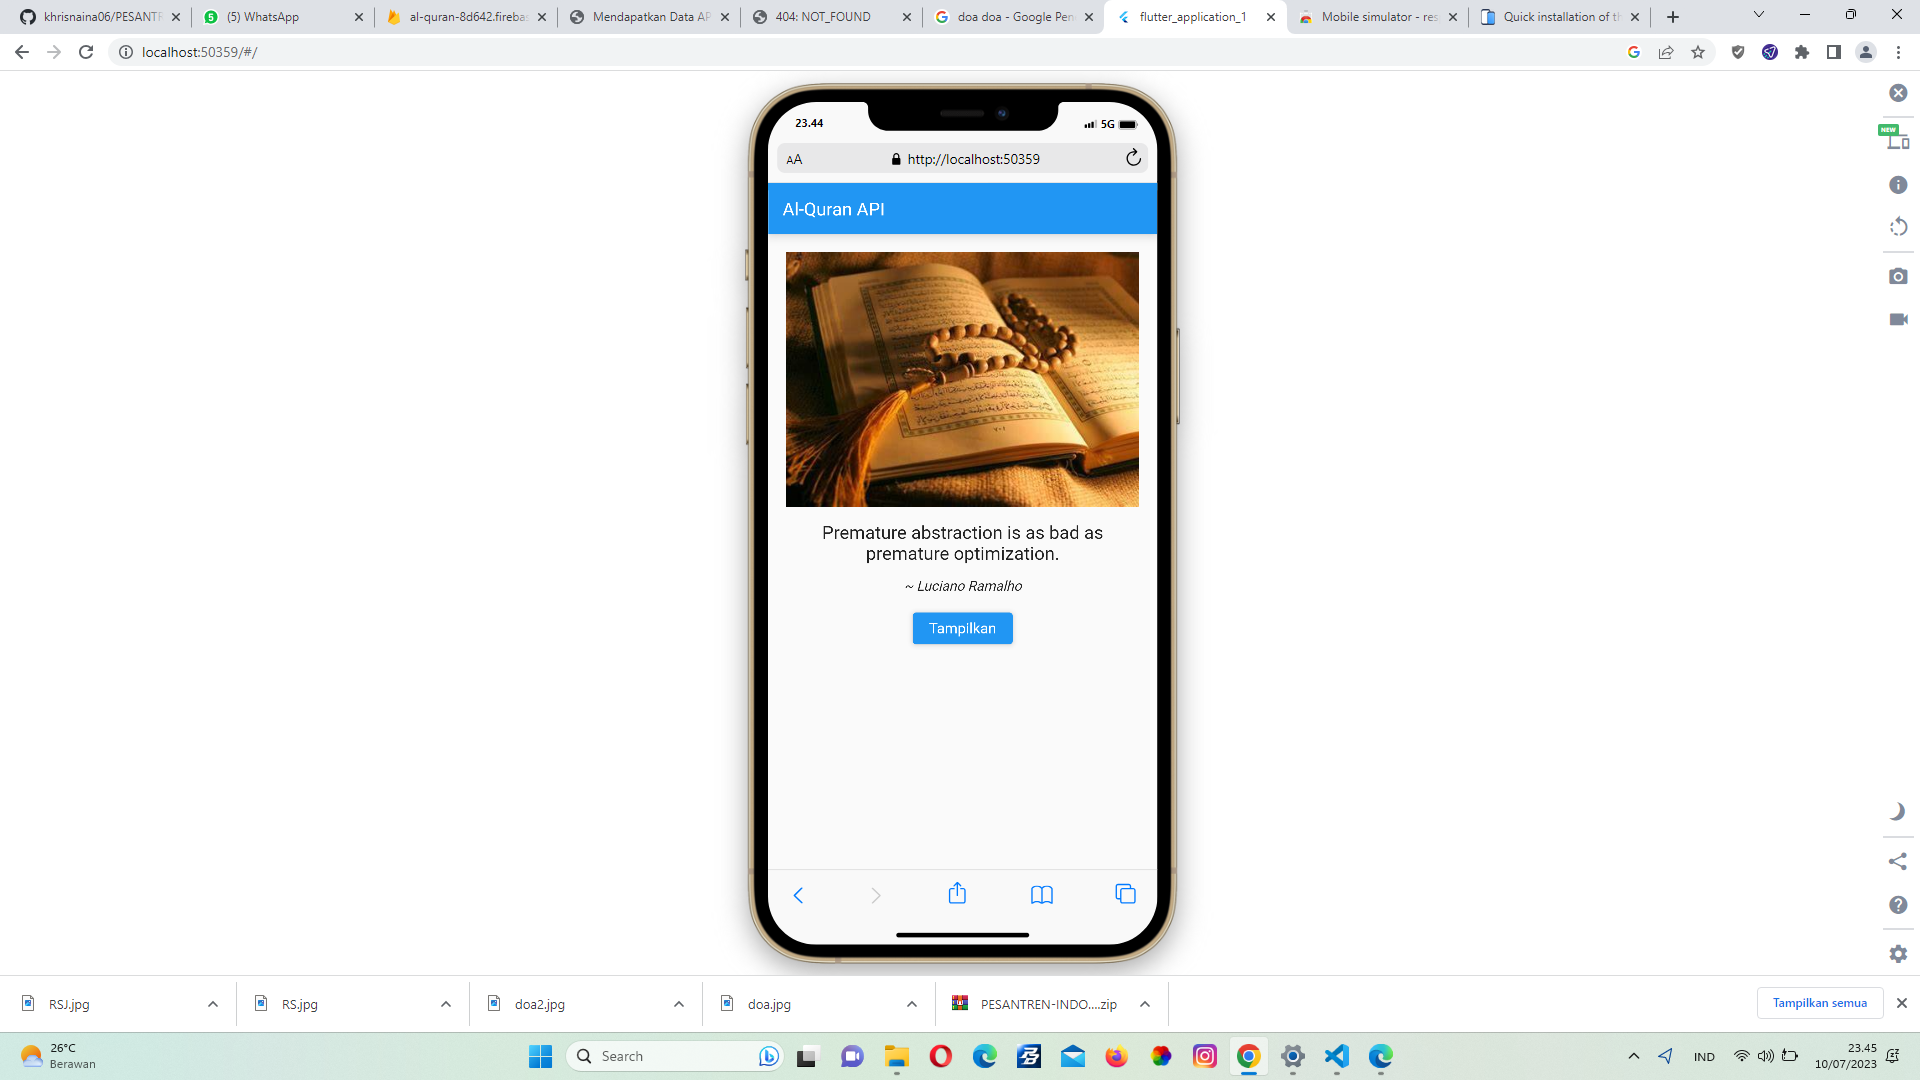 khrisnaina06/PESANTR
(5) WhatsApp
al-quran-8d642.firebas
Mendapatkan Data AP
404: NOT_FOUND
doa doa - Google Pen
flutter_application_1
Mobile simulator - res
Quick installation of th
localhost:50359/#/
23.44
5G
AA
http://localhost:50359
NEW
Al-Quran API
Premature abstraction is as bad as
premature optimization.
~ Luciano Ramalho
Tampilkan
RSJ.jpg
RS.jpg
doa2.jpg
doa.jpg
PESANTREN-INDO....zip
Tampilkan semua
26°C
Berawan
Search
IND
23.45
10/07/2023